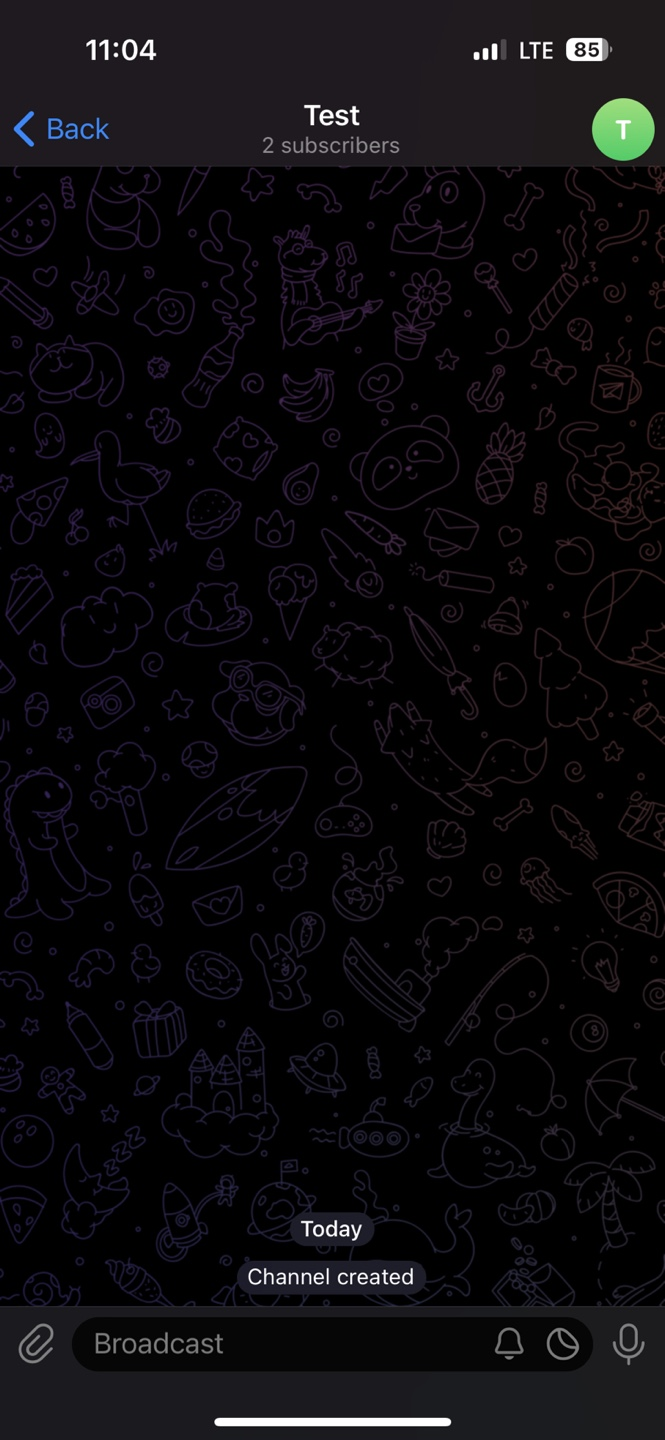 11:04
LTE 85
Back
Test
2 subscribers
T
Today
Channel created
Broadcast